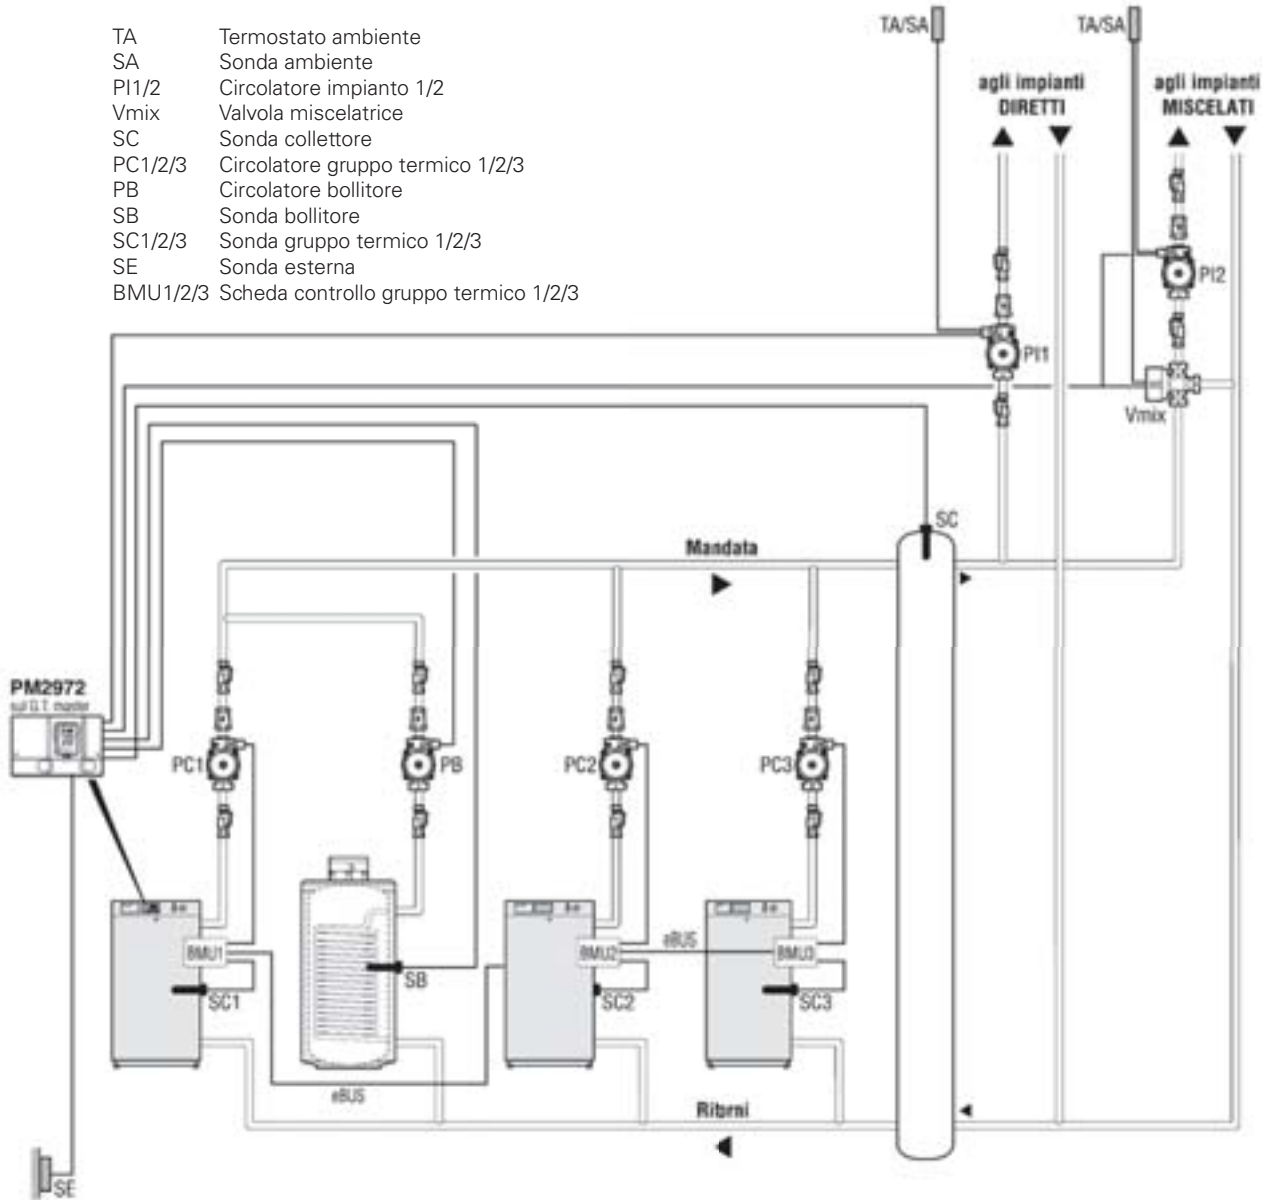 TA Termostato ambiente
SA Sonda ambiente
PI1/2 Circolatore impianto 1/2
Vmix Valvola miscelatrice
SC Sonda collettore
PC1/2/3 Circolatore gruppo termico 1/2/3
PB Circolatore bollitore
SB Sonda bollitore
SC1/2/3 Sonda gruppo termico 1/2/3
SE Sonda esterna
BMU1/2/3 Scheda controllo gruppo termico 1/2/3
TA/SA
TA/SA
agli impianti
DIRETTI
agli impianti
MISCELATI
PI2
PI1
Vmix
SC
Mandata
PM2972
sul G.T. master
PC1
PB
PC2
PC3
BMU1
SB
SC1
BMU2
eBUS
BMU3
SC2
SC3
eBUS
Ritorni
SE